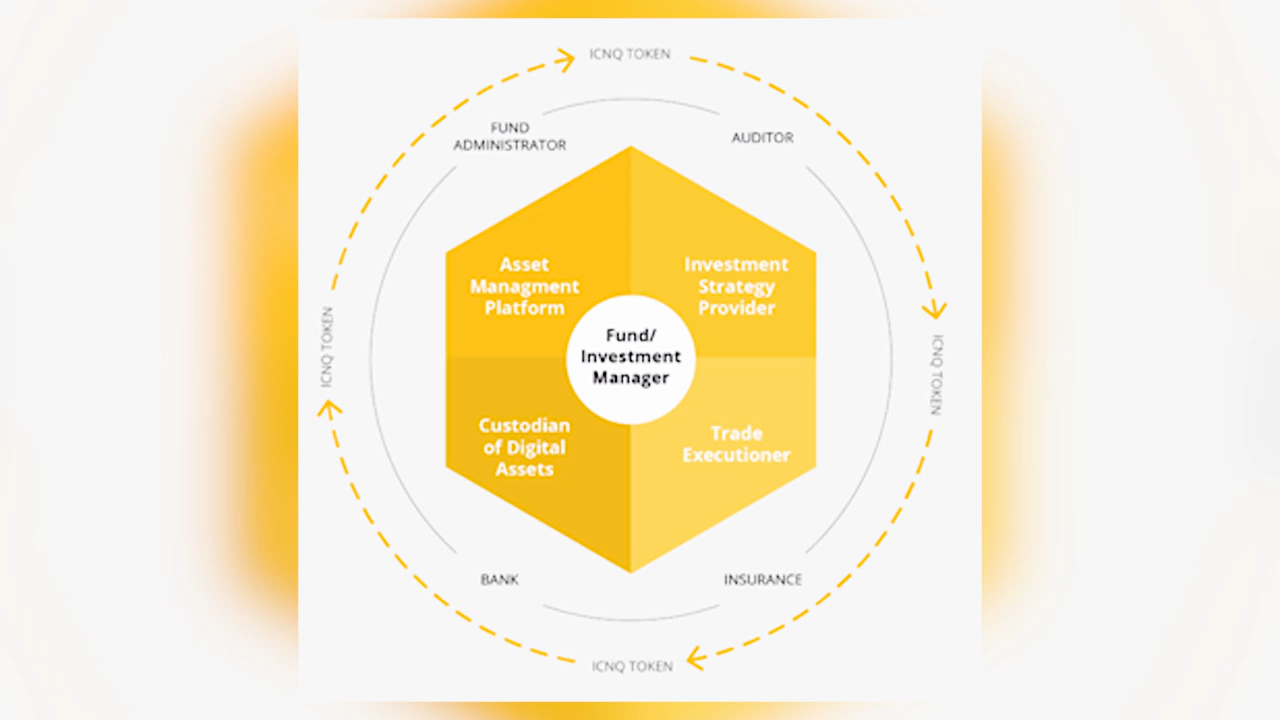 ICNQ TOKEN
FUND
ADMINISTRATOR
AUDITOR
Asset
Managment
Platform
Investment
Strategy
Provider
ICNQ TOKEN
Fund/
Investment
Manager
ICNQ TOKEN
Custodian
of Digital
Assets
Trade
Executioner
BANK
INSURANCE
ICNQ TOKEN